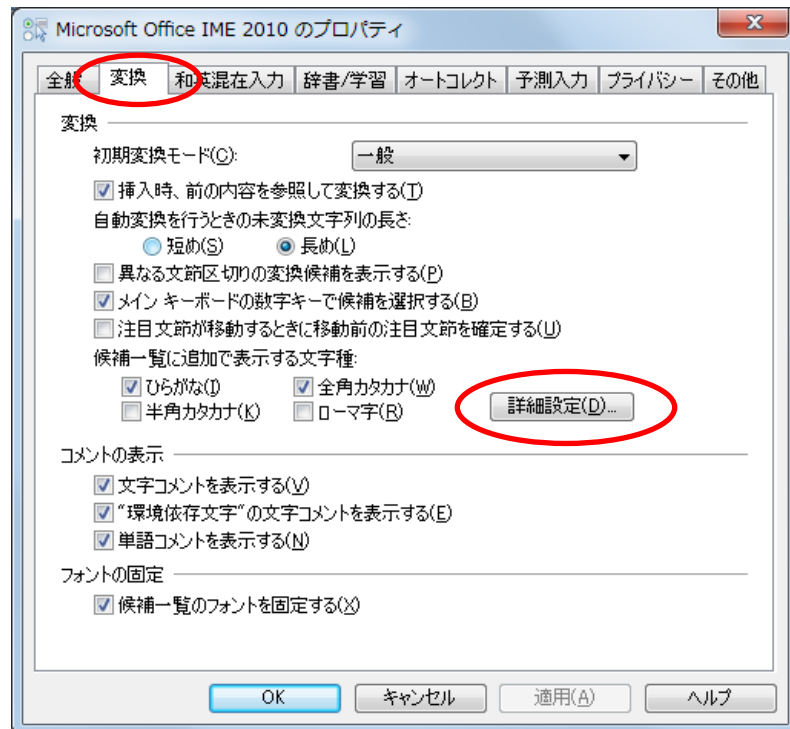 Microsoft Office IME 2010 のプロパティ
全般 変換 和英混在入力 辞書/学習 オートコレクト 予測入力 プライバシー その他
変換
初期変換モード(C): 一般
挿入時、前の内容を参照して変換する(T)
自動変換を行うときの未変換文字列の長さ:
短め(S) 長め(L)
異なる文節区切りの変換候補を表示する(P)
メイン キーボードの数字キーで候補を選択する(B)
注目文節が移動するときに移動前の注目文節を確定する(U)
候補一覧に追加で表示する文字種:
ひらがな(I) 全角カタカナ(W)
半角カタカナ(K) ローマ字(R) 詳細設定(D)...
コメントの表示
文字コメントを表示する(V)
"環境依存文字"の文字コメントを表示する(E)
単語コメントを表示する(N)
フォントの固定
候補一覧のフォントを固定する(X)
OK キャンセル 適用(A) ヘルプ